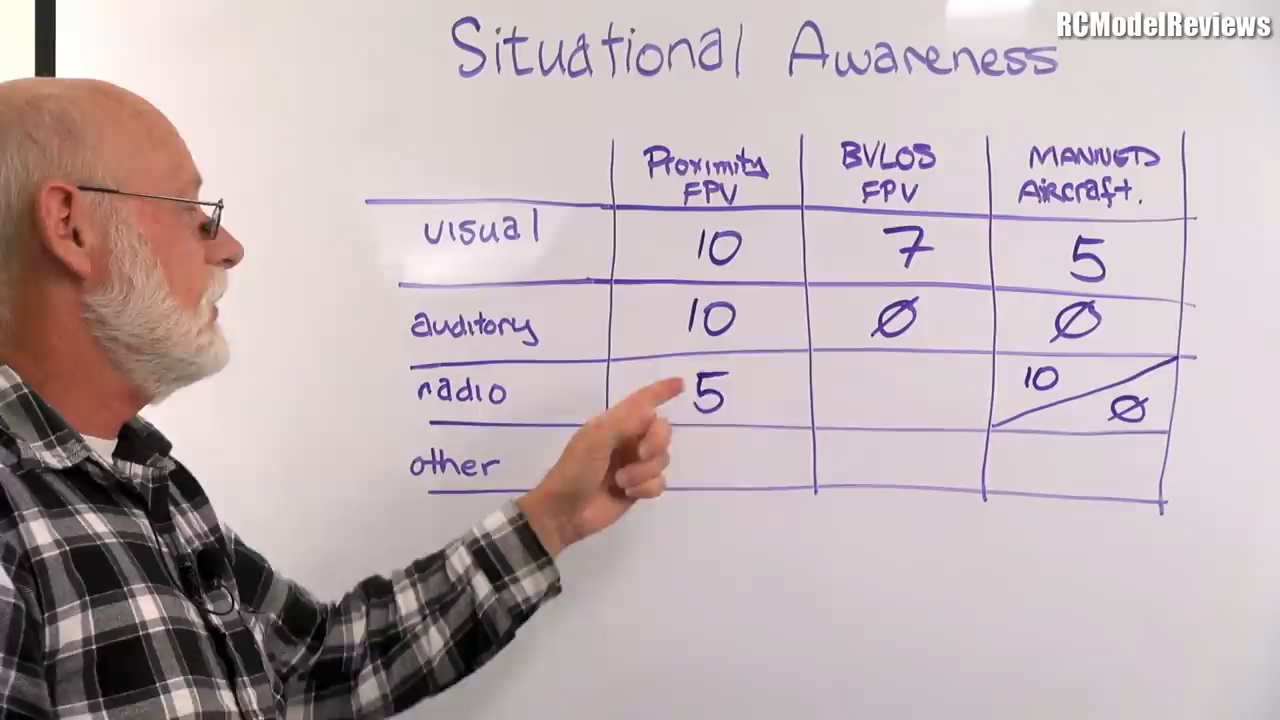 RCModelReviews
Situational Awareness
Proximity FPV BVLOS FPV MANNED Aircraft.
visual 10 7 5
auditory 10 Ø Ø
radio 5 10 Ø
other